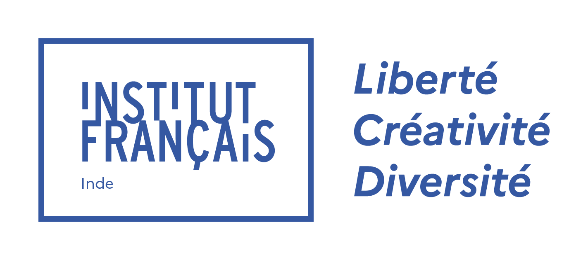 INSTITUT
FRANÇAIS
Inde
Liberté
Créativité
Diversité